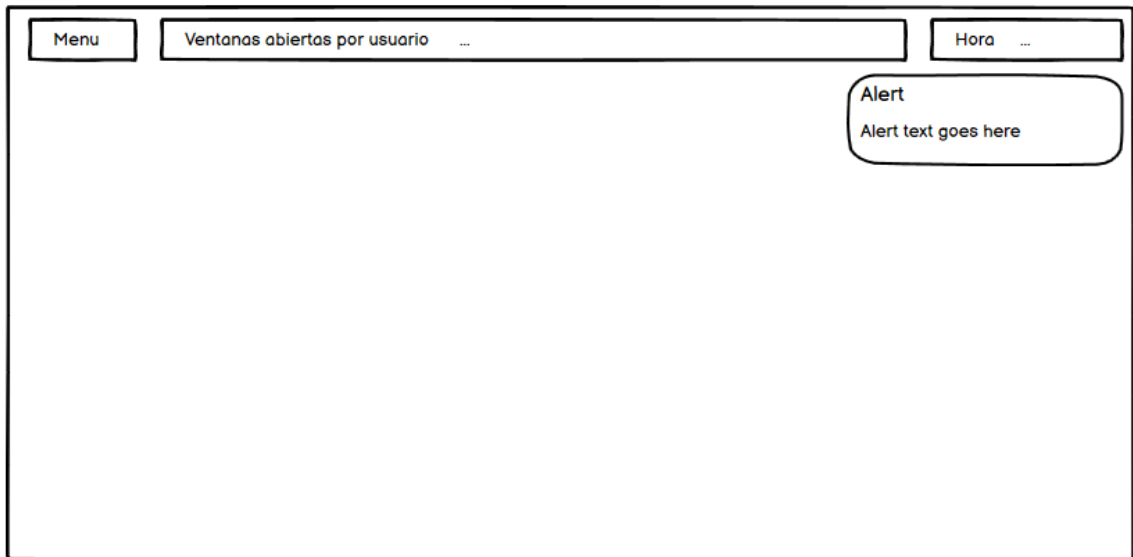 Menu
Ventanas abiertas por usuario ...
Hora ...
Alert
Alert text goes here